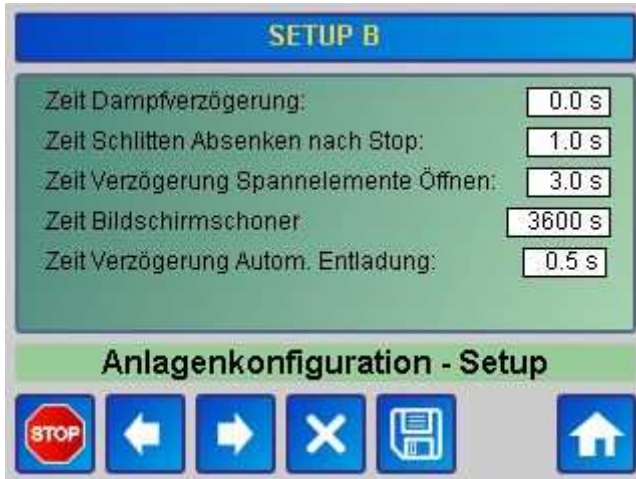 SETUP B
Zeit Dampfverzögerung: 0.0 s
Zeit Schlitten Absenken nach Stop: 1.0 s
Zeit Verzögerung Spannelemente Öffnen: 3.0 s
Zeit Bildschirmschoner 3600 s
Zeit Verzögerung Autom. Entladung: 0.5 s
Anlagenkonfiguration - Setup
STOP